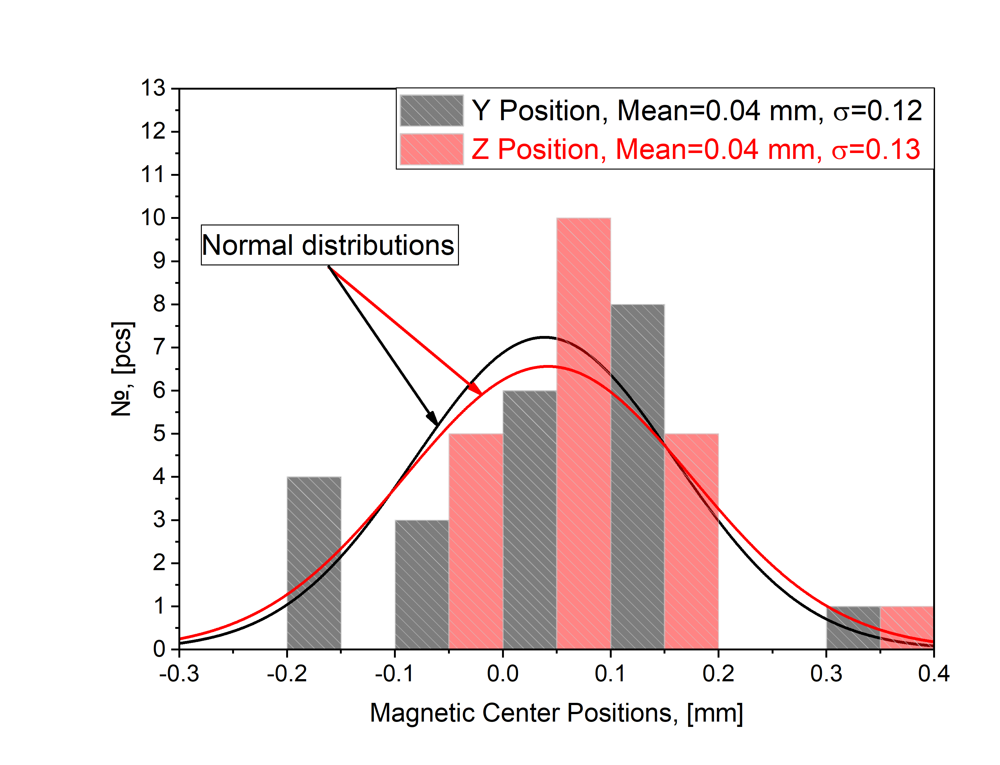 Y Position, Mean=0.04 mm, σ=0.12
Z Position, Mean=0.04 mm, σ=0.13
Normal distributions
№, [pcs]
13
12
11
10
9
8
7
6
5
4
3
2
1
0
-0.3 -0.2 -0.1 0.0 0.1 0.2 0.3 0.4
Magnetic Center Positions, [mm]